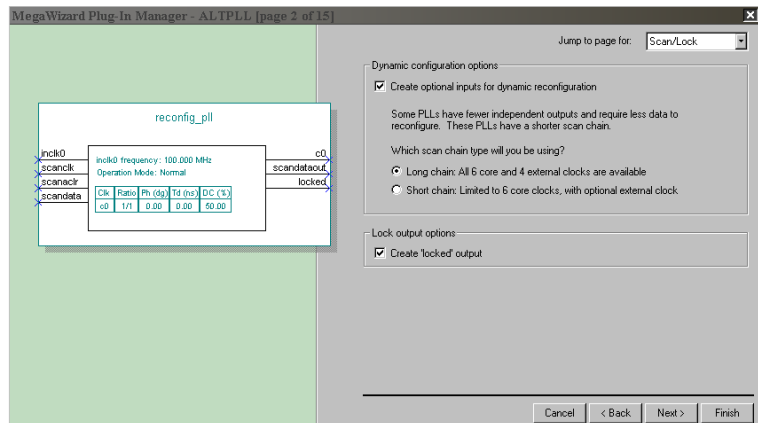 MegaWizard Plug-In Manager - ALTPLL [page 2 of 15]
Jump to page for: Scan/Lock
Dynamic configuration options
Create optional inputs for dynamic reconfiguration
Some PLLs have fewer independent outputs and require less data to
reconfigure. These PLLs have a shorter scan chain.
Which scan chain type will you be using?
Long chain: All 6 core and 4 external clocks are available
Short chain: Limited to 6 core clocks, with optional external clock
Lock output options
Create 'locked' output
reconfig_pll
inclk0
scanclk
scanaclr
scandata
inclk0 frequency: 100.000 MHz
Operation Mode: Normal
Clk Ratio Ph (dg) Td (ns) DC (%)
c0 1/1 0.00 0.00 50.00
c0
scandataout
locked
Cancel < Back Next > Finish